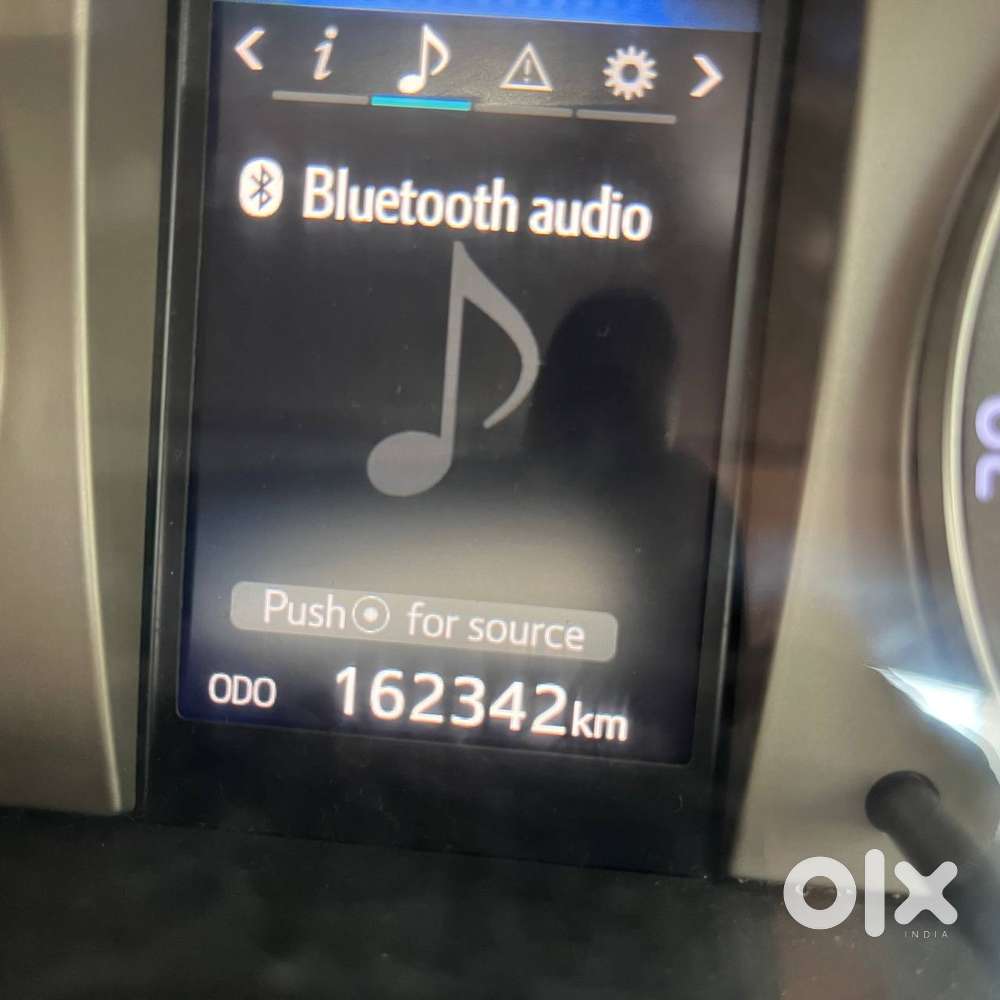 i
Bluetooth audio
Push for source
ODO 162342km
olx
INDIA